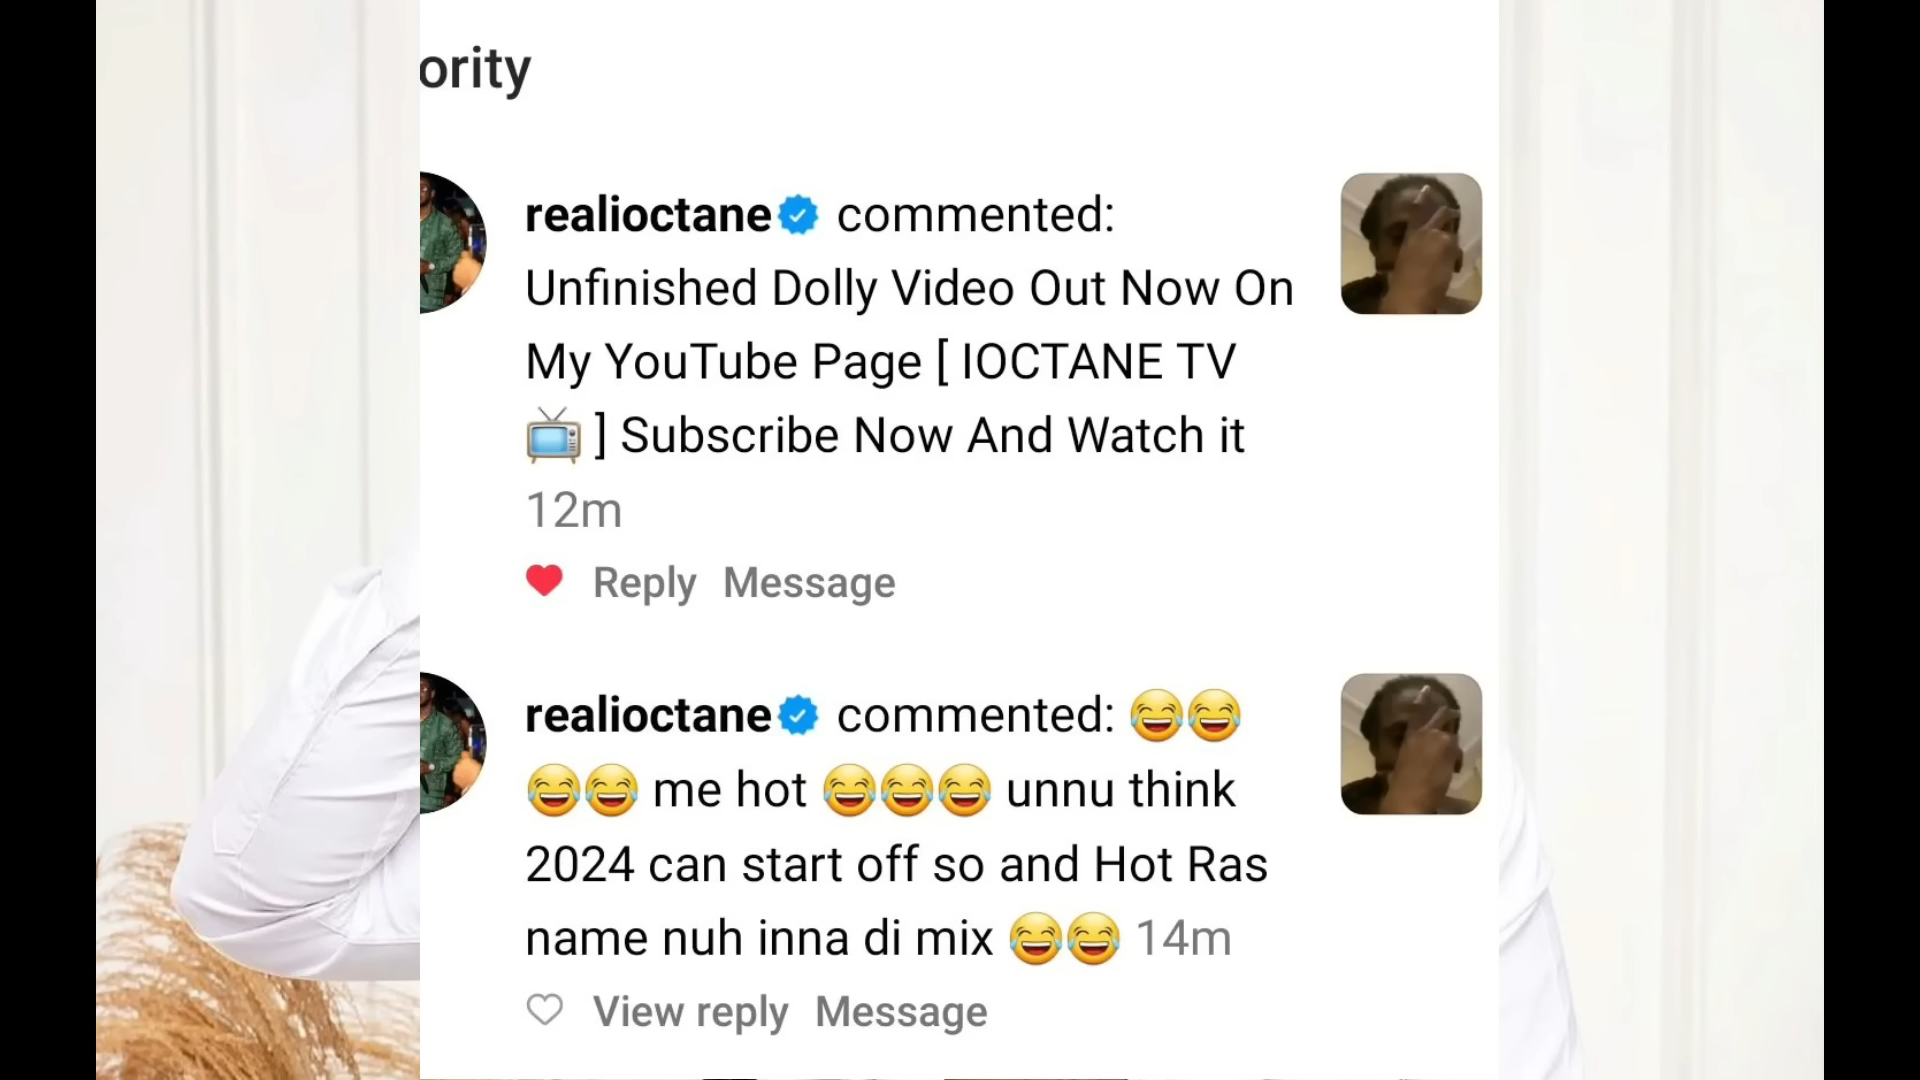 ority
realioctane commented:
Unfinished Dolly Video Out Now On
My YouTube Page [ IOCTANE TV
📺 ] Subscribe Now And Watch it
12m
Reply Message
realioctane commented: 😂😂
😂😂 me hot 😂😂😂 unnu think
2024 can start off so and Hot Ras
name nuh inna di mix 😂😂 14m
View reply Message